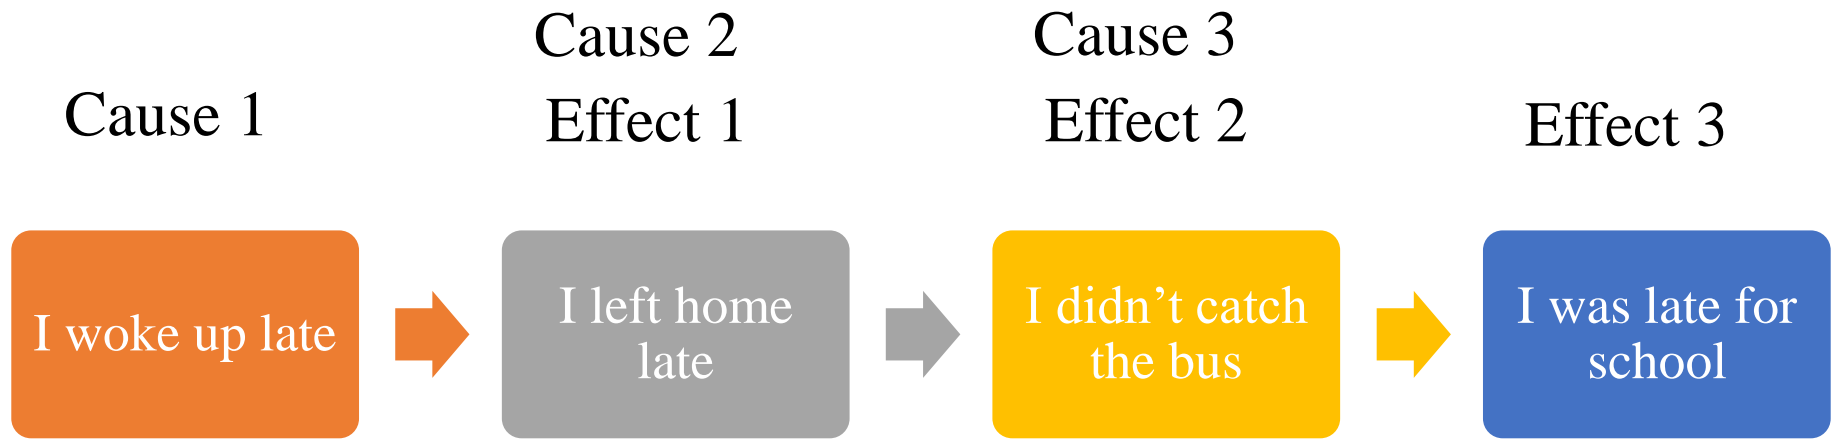 Cause 1
Cause 2
Effect 1
Cause 3
Effect 2
Effect 3
I woke up late
I left home
late
I didn’t catch
the bus
I was late for
school